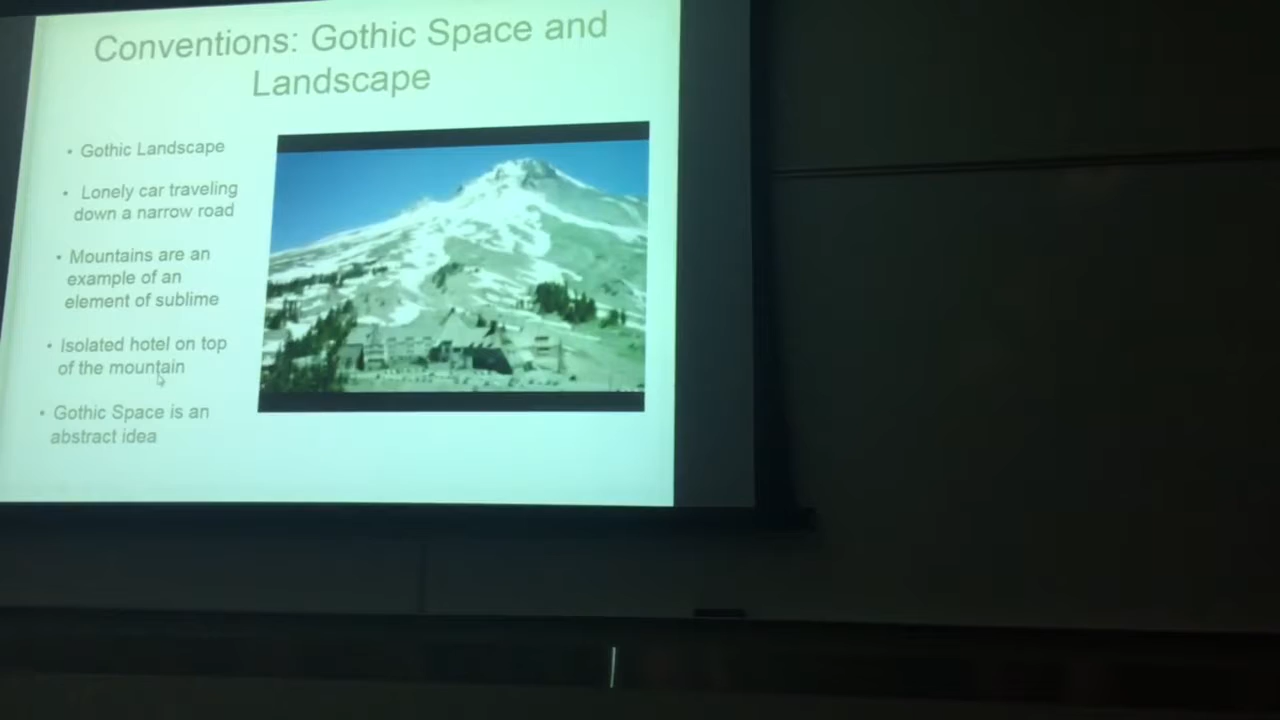 Conventions: Gothic Space and
Landscape
• Gothic Landscape
• Lonely car traveling
down a narrow road
• Mountains are an
example of an
element of sublime
• Isolated hotel on top
of the mountain
• Gothic Space is an
abstract idea